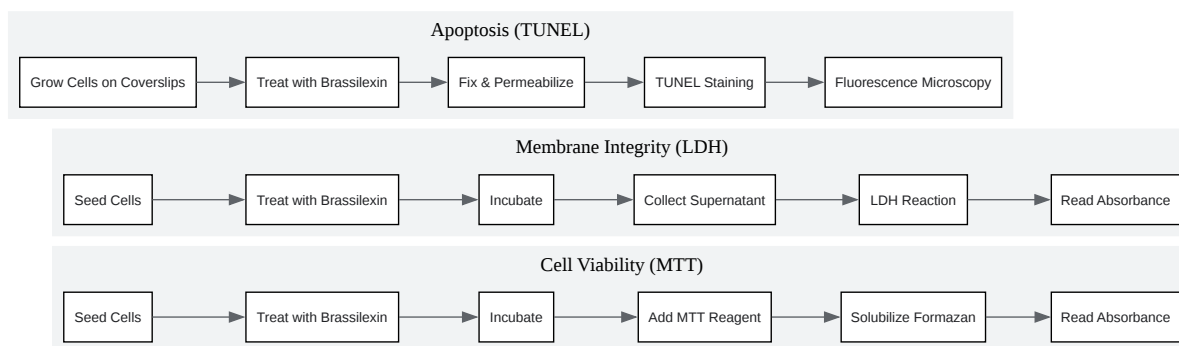 Apoptosis (TUNEL)
Grow Cells on Coverslips
Treat with Brassilexin
Fix & Permeabilize
TUNEL Staining
Fluorescence Microscopy
Membrane Integrity (LDH)
Seed Cells
Treat with Brassilexin
Incubate
Collect Supernatant
LDH Reaction
Read Absorbance
Cell Viability (MTT)
Seed Cells
Treat with Brassilexin
Incubate
Add MTT Reagent
Solubilize Formazan
Read Absorbance